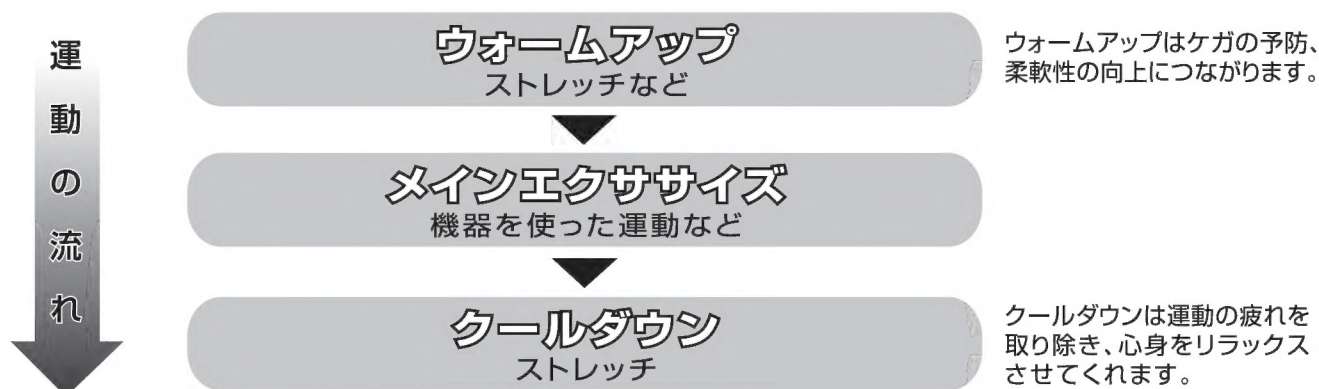 運動の流れ
ウォームアップ
ストレッチなど
ウォームアップはケガの予防、
柔軟性の向上につながります。
メインエクササイズ
機器を使った運動など
クールダウン
ストレッチ
クールダウンは運動の疲れを
取り除き、心身をリラックス
させてくれます。